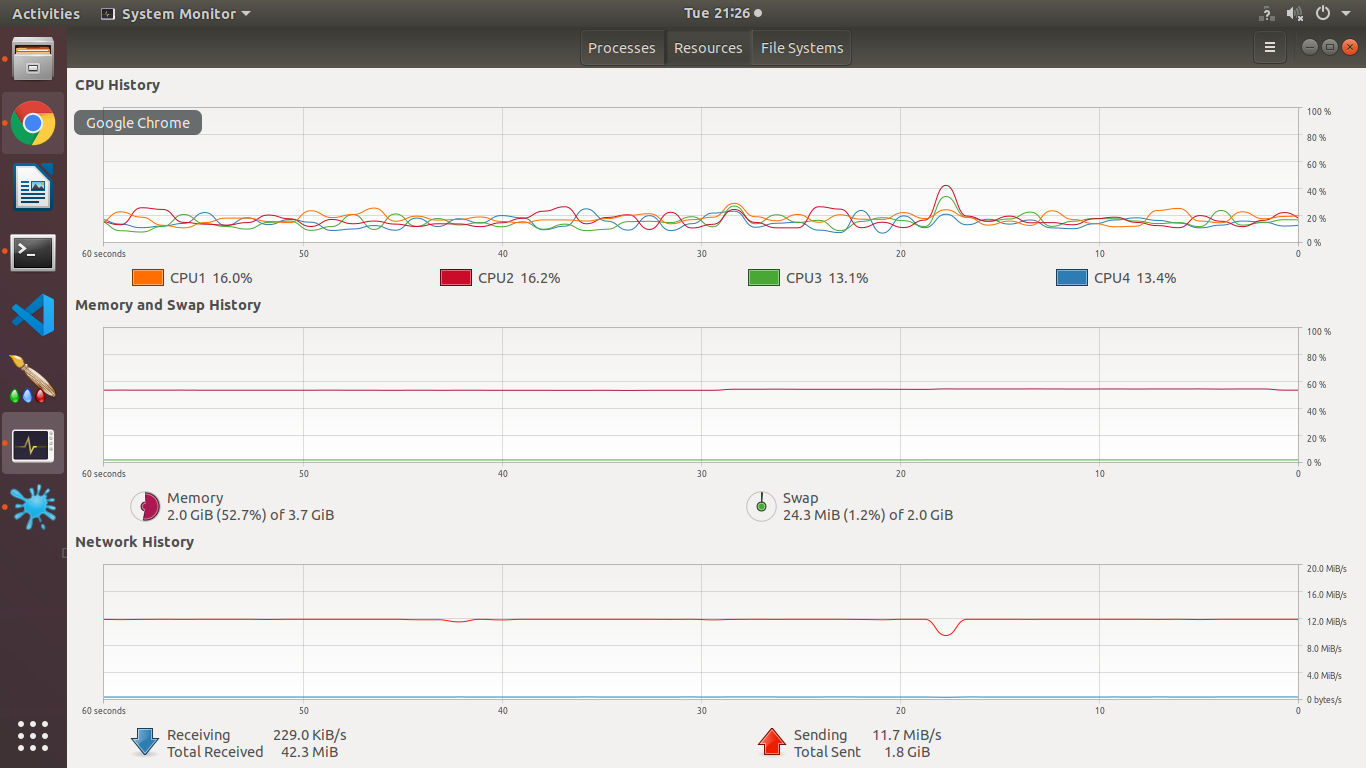 Activities System Monitor Tue 21:26
Processes Resources File Systems
CPU History
Google Chrome
100 %
80 %
60 %
40 %
20 %
0 %
60 seconds 50 40 30 20 10 0
CPU1 16.0% CPU2 16.2% CPU3 13.1% CPU4 13.4%
Memory and Swap History
100 %
80 %
60 %
40 %
20 %
0 %
60 seconds 50 40 30 20 10 0
Memory
2.0 GiB (52.7%) of 3.7 GiB
Swap
24.3 MiB (1.2%) of 2.0 GiB
Network History
20.0 MiB/s
16.0 MiB/s
12.0 MiB/s
8.0 MiB/s
4.0 MiB/s
0 bytes/s
60 seconds 50 40 30 20 10 0
Receiving 229.0 KiB/s
Total Received 42.3 MiB
Sending 11.7 MiB/s
Total Sent 1.8 GiB